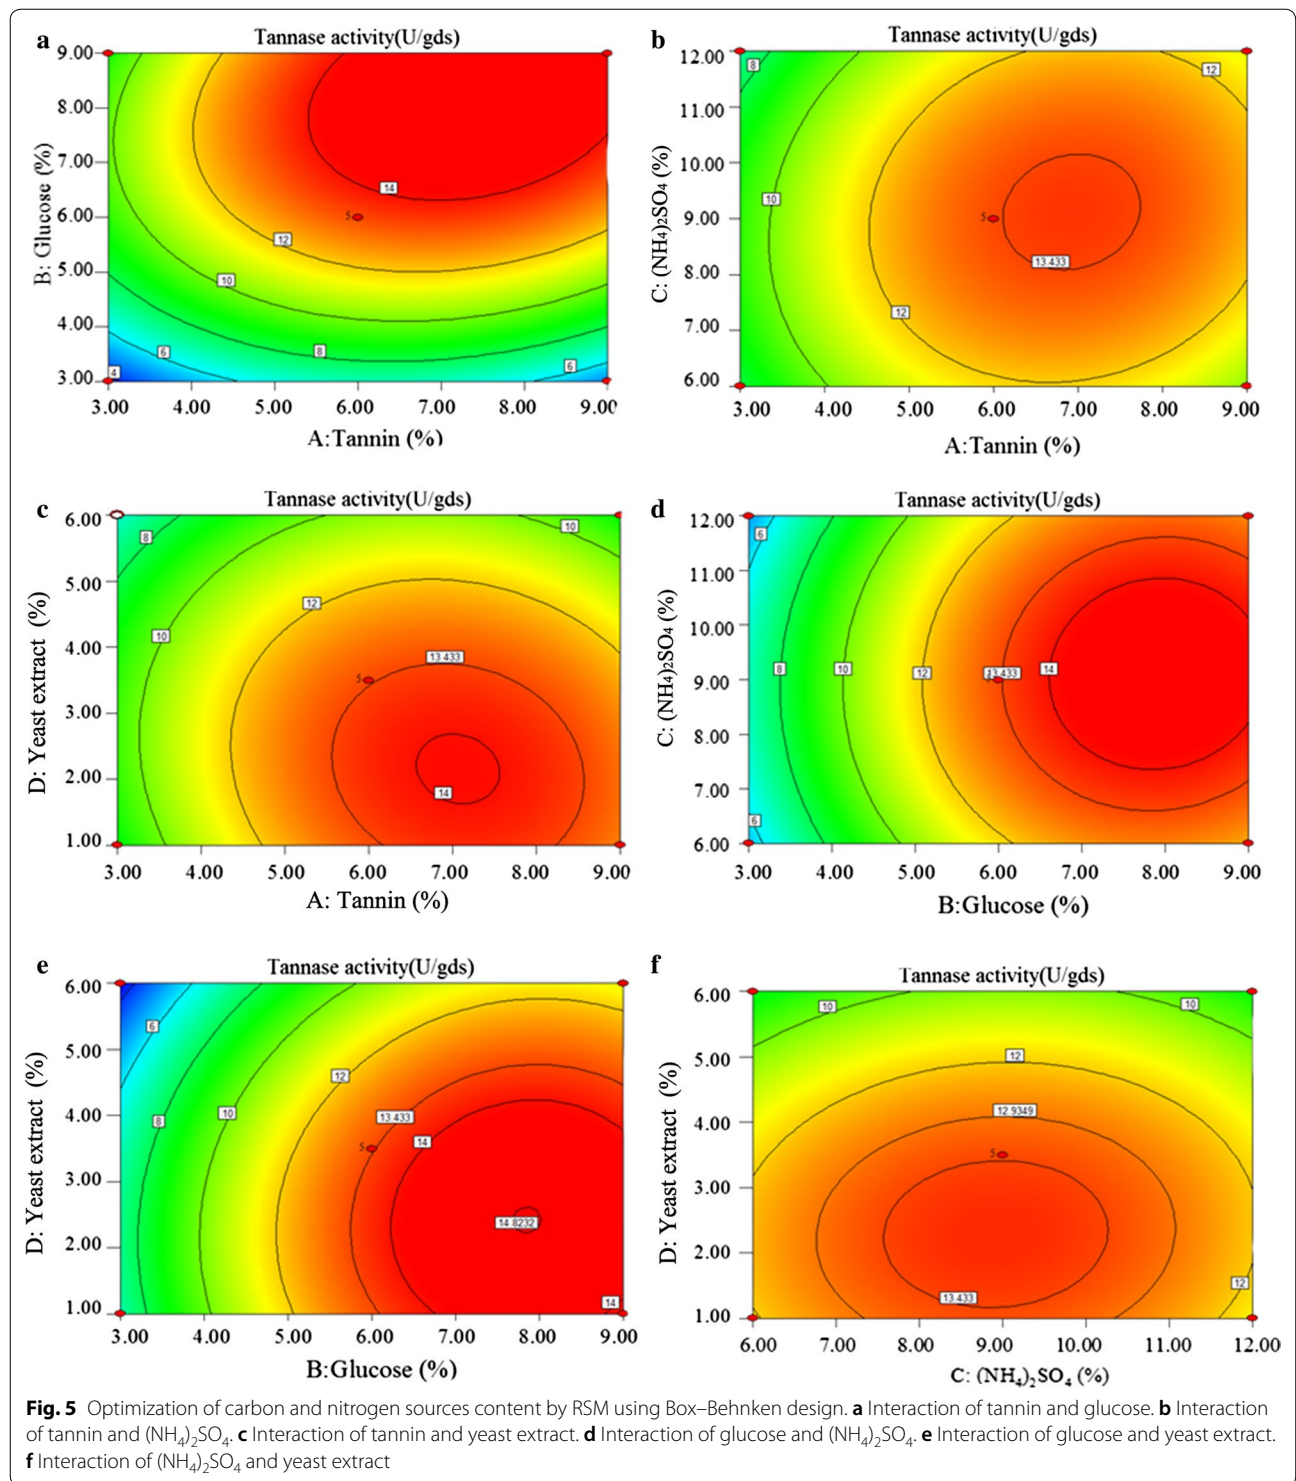 a
Tannase activity(U/gds)
9.00
8.00
7.00
6.00
5.00
4.00
3.00
B: Glucose (%)
14
5
12
10
8
6
4
6
3.00 4.00 5.00 6.00 7.00 8.00 9.00
A:Tannin (%)
b
Tannase activity(U/gds)
12.00
11.00
10.00
9.00
8.00
7.00
6.00
C: (NH4)2SO4 (%)
8
12
10
5
13.433
12
3.00 4.00 5.00 6.00 7.00 8.00 9.00
A:Tannin (%)
c
Tannase activity(U/gds)
6.00
5.00
4.00
3.00
2.00
1.00
D: Yeast extract (%)
10
8
12
10
13.433
5
14
3.00 4.00 5.00 6.00 7.00 8.00 9.00
A: Tannin (%)
d
Tannase activity(U/gds)
12.00
11.00
10.00
9.00
8.00
7.00
6.00
C: (NH4)2SO4 (%)
6
8
10
12
13.433
14
6
3.00 4.00 5.00 6.00 7.00 8.00 9.00
B:Glucose (%)
e
Tannase activity(U/gds)
6.00
5.00
4.00
3.00
2.00
1.00
D: Yeast extract (%)
6
12
8
10
13.433
14
5
14.8232
14
3.00 4.00 5.00 6.00 7.00 8.00 9.00
B:Glucose (%)
f
Tannase activity(U/gds)
6.00
5.00
4.00
3.00
2.00
1.00
D: Yeast extract (%)
10
10
12
12.9349
5
13.433
12
6.00 7.00 8.00 9.00 10.00 11.00 12.00
C: (NH4)2SO4 (%)
Fig. 5 Optimization of carbon and nitrogen sources content by RSM using Box–Behnken design. a Interaction of tannin and glucose. b Interaction
of tannin and (NH4)2SO4. c Interaction of tannin and yeast extract. d Interaction of glucose and (NH4)2SO4. e Interaction of glucose and yeast extract.
f Interaction of (NH4)2SO4 and yeast extract